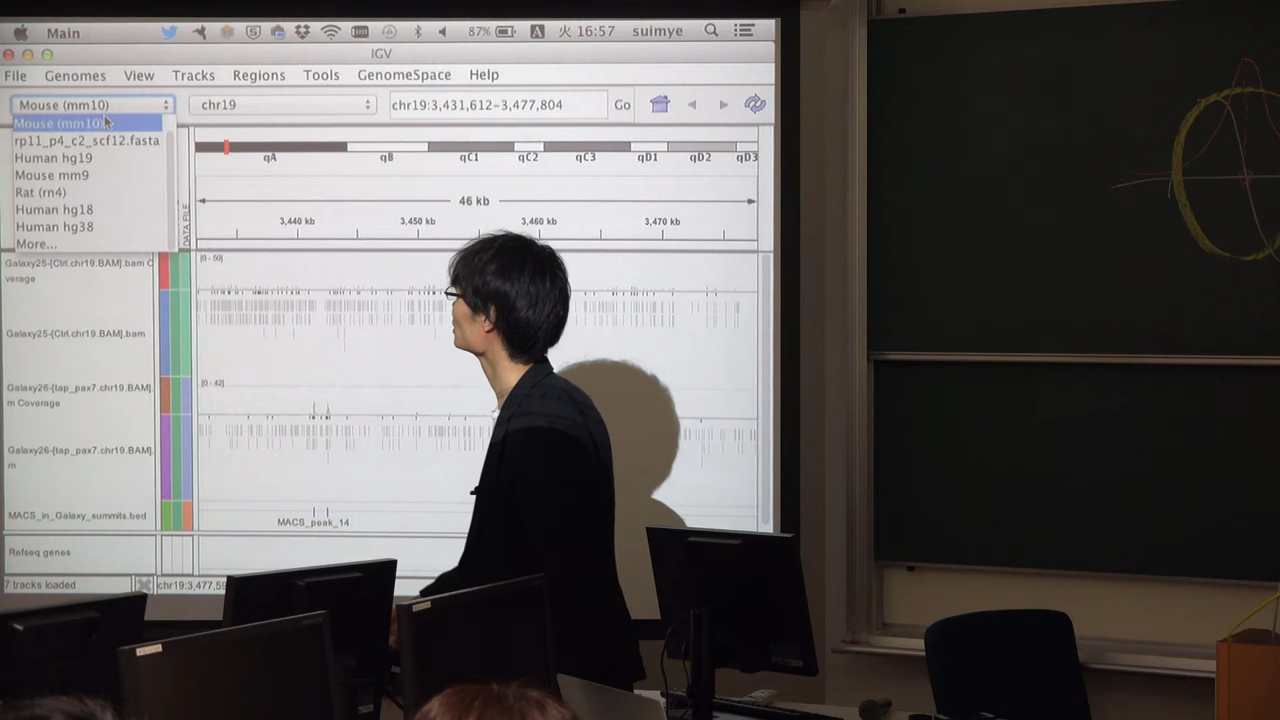 Main 87% A 火 16:57 suimye
IGV
File Genomes View Tracks Regions Tools GenomeSpace Help
Mouse (mm10) chr19 chr19:3,431,612-3,477,804 Go
Mouse (mm10)
rp11_p4_c2_scf12.fasta
Human hg19
Mouse mm9
Rat (rn4)
Human hg18
Human hg38
More...
qA qB qC1 qC2 qC3 qD1 qD2 qD3
46 kb
3,440 kb 3,450 kb 3,460 kb 3,470 kb
DATA FILE
[0 - 50]
Galaxy25-[Ctrl.chr19.BAM].bam C
overage
Galaxy25-[Ctrl.chr19.BAM].bam
[0 - 42]
Galaxy26-[tap_pax7.chr19.BAM].
m Coverage
Galaxy26-[tap_pax7.chr19.BAM].
m
MACS_in_Galaxy_summits.bed
MACS_peak_14
Refseq genes
7 tracks loaded chr19:3,477,59